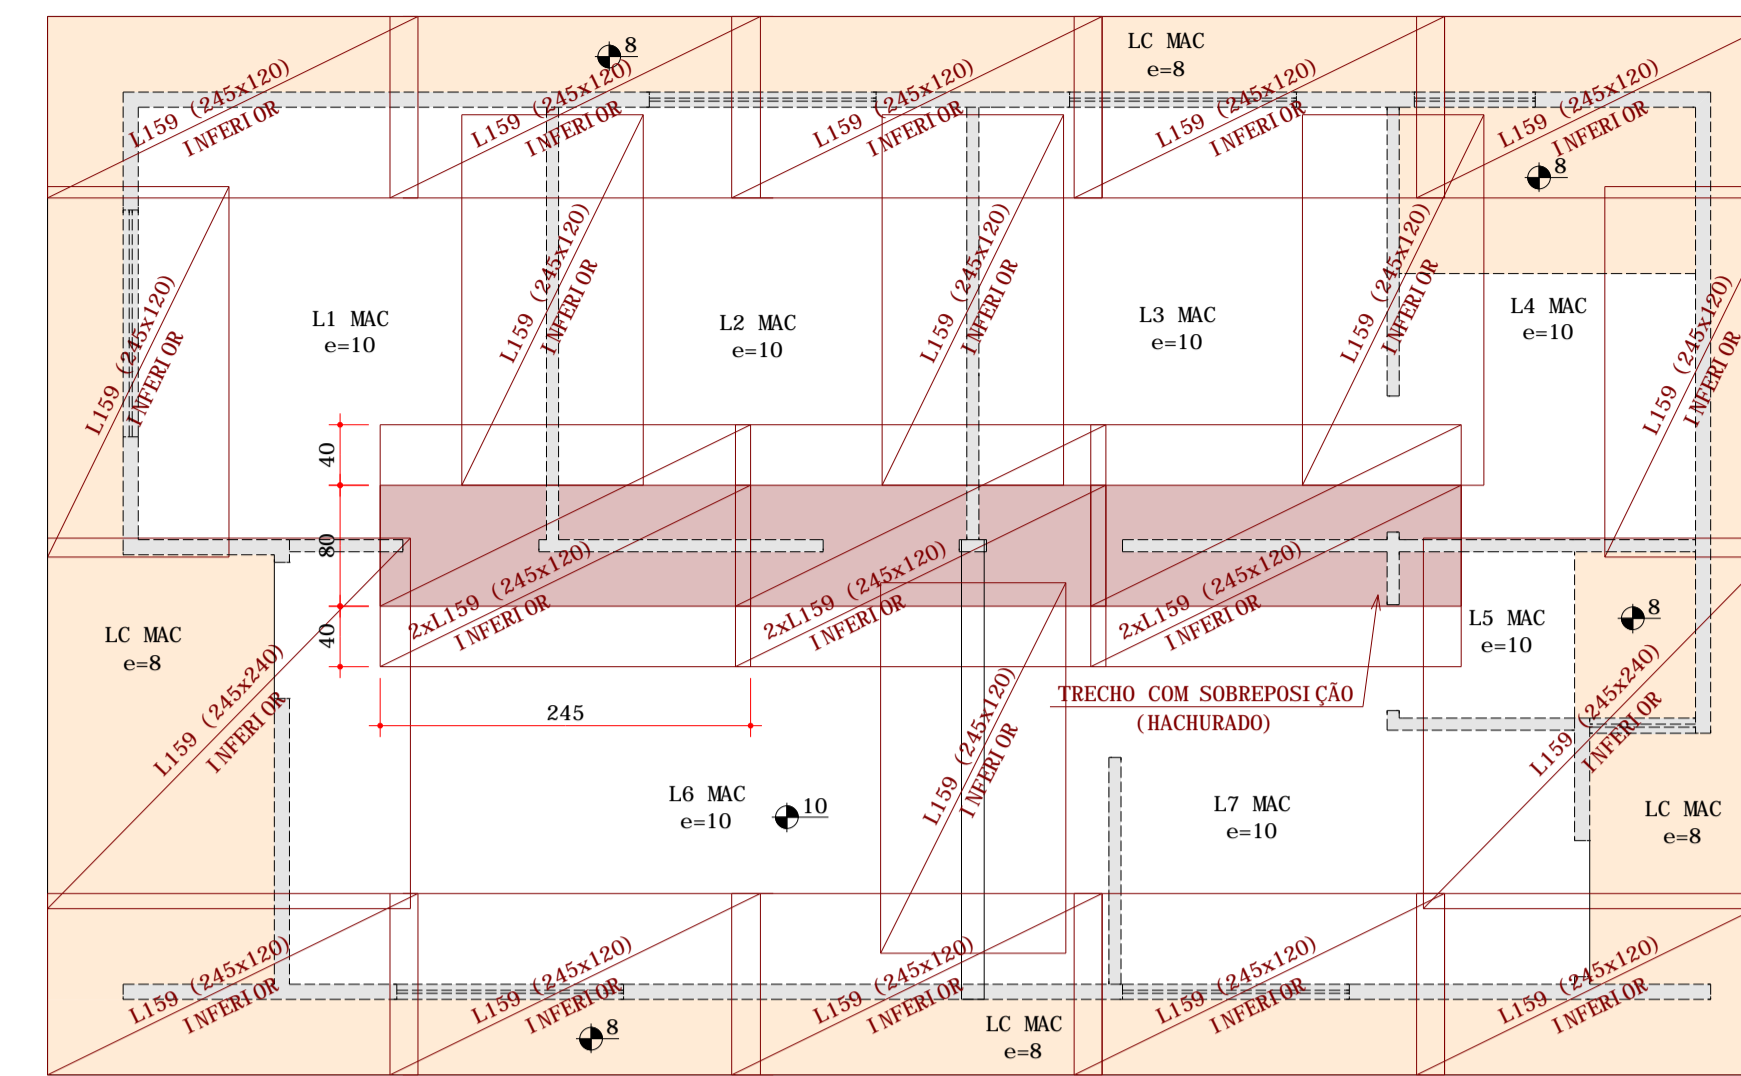 8
LC MAC
e=8
L159 (245x120)
INFERIOR
L159 (245x120)
INFERIOR
L159 (245x120)
INFERIOR
L159 (245x120)
INFERIOR
L159 (245x120)
INFERIOR
8
L159 (245x120)
INFERIOR
L1 MAC
e=10
L159 (245x120)
INFERIOR
L2 MAC
e=10
L159 (245x120)
INFERIOR
L3 MAC
e=10
L159 (245x120)
INFERIOR
L4 MAC
e=10
L159 (245x120)
INFERIOR
40
80
40
2xL159 (245x120)
INFERIOR
2xL159 (245x120)
INFERIOR
2xL159 (245x120)
INFERIOR
LC MAC
e=8
L5 MAC
e=10
8
L159 (245x240)
INFERIOR
245
L159 (245x120)
INFERIOR
TRECHO COM SOBREPOSIÇÃO
(HACHURADO)
L159 (245x240)
INFERIOR
L6 MAC
e=10
10
L7 MAC
e=10
LC MAC
e=8
L159 (245x120)
INFERIOR
L159 (245x120)
INFERIOR
L159 (245x120)
INFERIOR
L159 (245x120)
INFERIOR
L159 (245x120)
INFERIOR
8
LC MAC
e=8